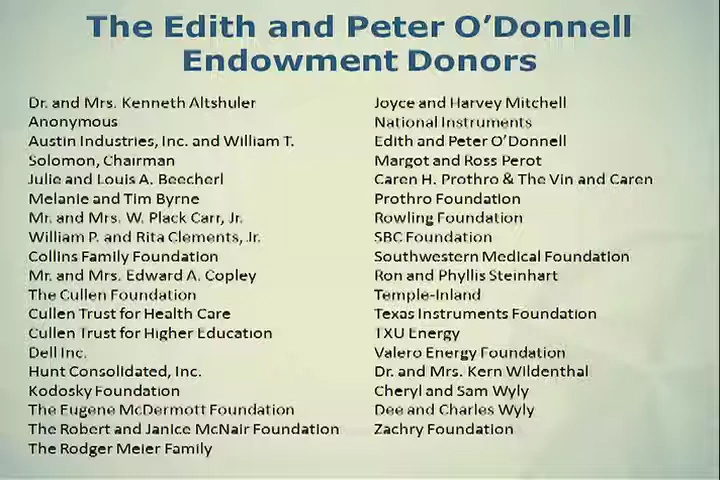 The Edith and Peter O'Donnell
Endowment Donors
Dr. and Mrs. Kenneth Altshuler
Anonymous
Austin Industries, Inc. and William T.
Solomon, Chairman
Julie and Louis A. Beecherl
Melanie and Tim Byrne
Mr. and Mrs. W. Plack Carr, Jr.
William P. and Rita Clements, Jr.
Collins Family Foundation
Mr. and Mrs. Edward A. Copley
The Cullen Foundation
Cullen Trust for Health Care
Cullen Trust for Higher Education
Dell Inc.
Hunt Consolidated, Inc.
Kodosky Foundation
The Eugene McDermott Foundation
The Robert and Janice McNair Foundation
The Rodger Meier Family
Joyce and Harvey Mitchell
National Instruments
Edith and Peter O'Donnell
Margot and Ross Perot
Caren H. Prothro & The Vin and Caren
Prothro Foundation
Rowling Foundation
SBC Foundation
Southwestern Medical Foundation
Ron and Phyllis Steinhart
Temple-Inland
Texas Instruments Foundation
TXU Energy
Valero Energy Foundation
Dr. and Mrs. Kern Wildenthal
Cheryl and Sam Wyly
Dee and Charles Wyly
Zachry Foundation